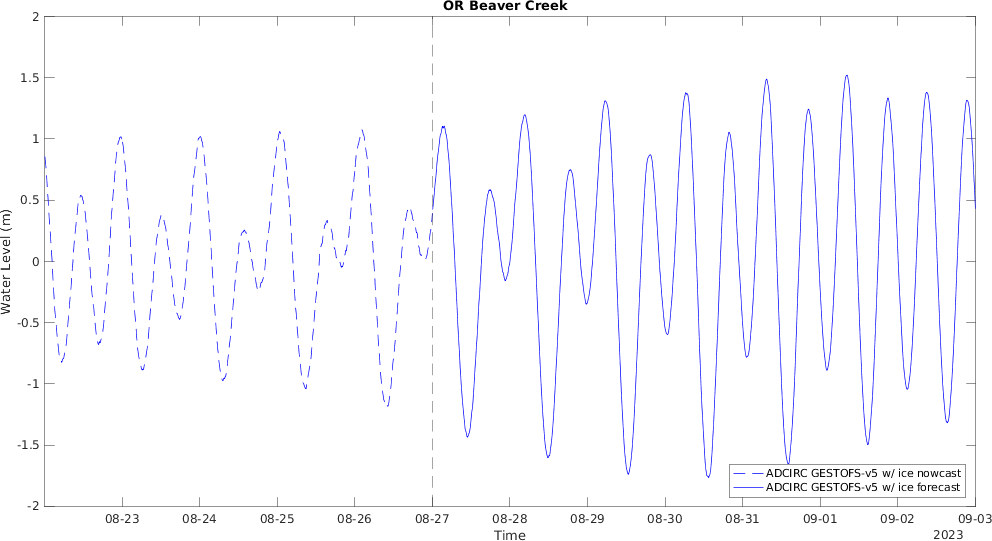 OR Beaver Creek
2
1.5
1
0.5
0
-0.5
-1
-1.5
-2
Water Level (m)
ADCIRC GESTOFS-v5 w/ ice nowcast
ADCIRC GESTOFS-v5 w/ ice forecast
08-23 08-24 08-25 08-26 08-27 08-28 08-29 08-30 08-31 09-01 09-02 09-03
Time
2023